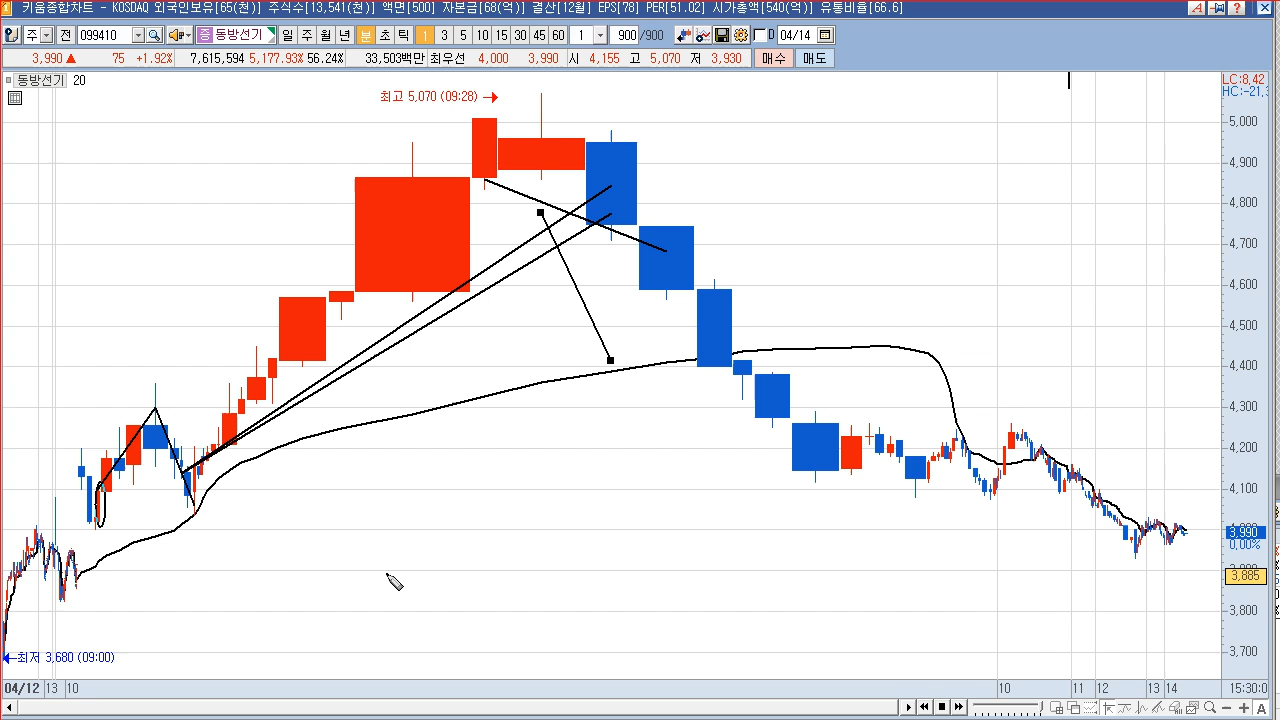 키움종합차트 - KOSDAQ 외국인보유[65(천)] 주식수[13,541(천)] 액면[500] 자본금[68(억)] 결산[12월] EPS[78] PER[51.02] 시가총액[540(억)] 유통비율[66.6]
주 전 099410 증 동방선기 일 주 월 년 분 초 틱 1 3 5 10 15 30 45 60 1 900 /900 D 04/14
3,990 ▲ 75 +1.92% 7,615,594 5,177.93% 56.24% 33,503백만 최우선 4,000 3,990 시 4,155 고 5,070 저 3,930 매수 매도
동방선기 20
LC:8,42
HC:-21,
최고 5,070 (09:28) →
5,000
4,900
4,800
4,700
4,600
4,500
4,400
4,300
4,200
4,100
3,990
0,00%
3,885
3,800
3,700
←최저 3,680 (09:00)
04/12 13 10 10 11 12 13 14 15:30:0
A